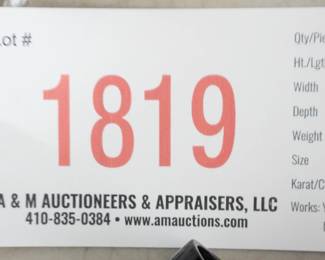 Lot #
1819
A & M AUCTIONEERS & APPRAISERS, LLC
410-835-0384 • www.amauctions.com
Qty/Pie
Ht./Lgt
Width
Depth
Weight
Size
Karat/C
Works: Y